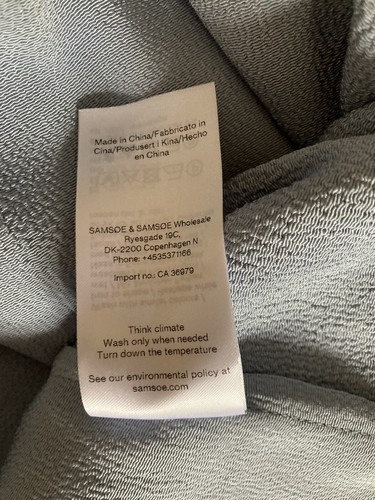 Made in China/Fabbricato in
Cina/Produsert i Kina/Hecho
en China
SAMSØE & SAMSØE Wholesale
Ryesgade 19C,
DK-2200 Copenhagen N
Phone: +4535371166
Import no.: CA 36979
Think climate
Wash only when needed
Turn down the temperature
See our environmental policy at
samsoe.com